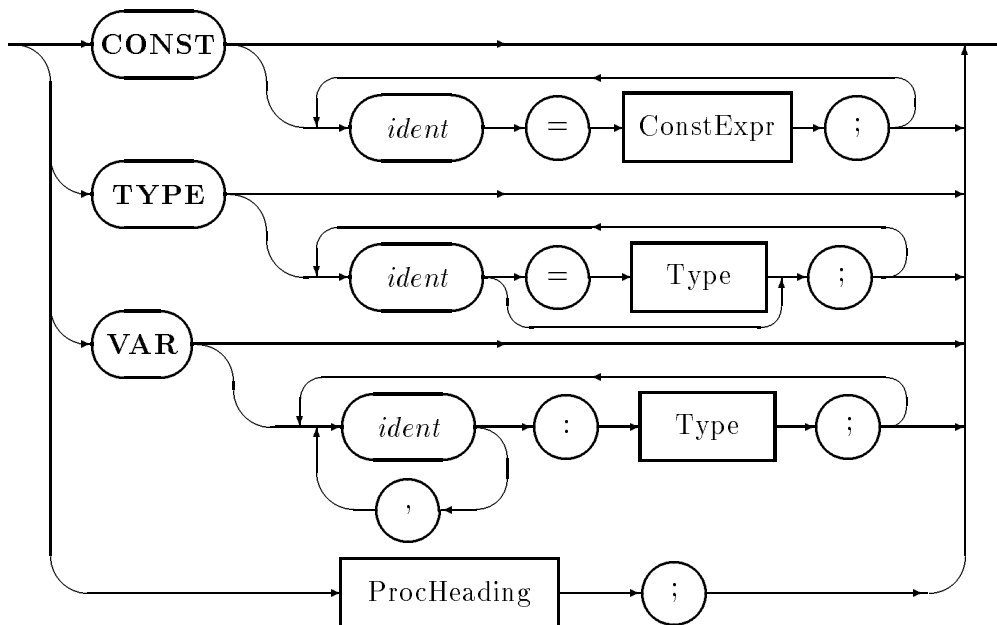 CONST
ident = ConstExpr ;
TYPE
ident = Type ;
VAR
ident : Type ;
,
ProcHeading ;